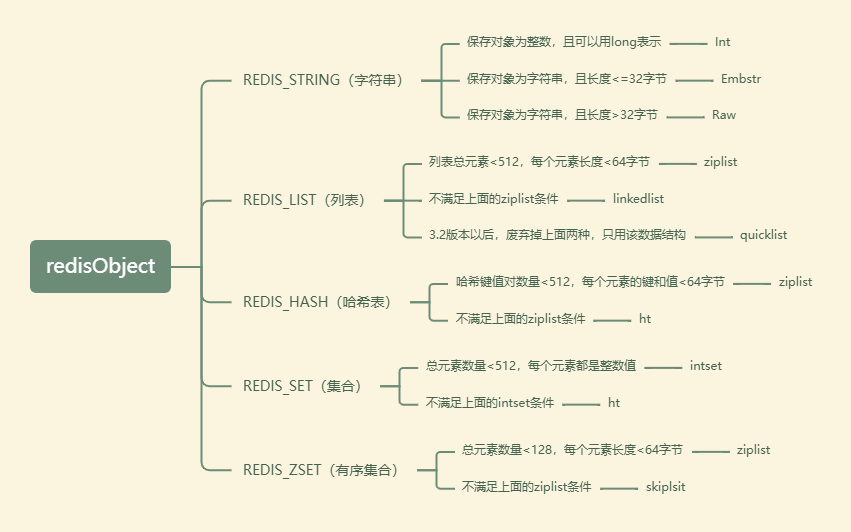 redisObject
REDIS_STRING（字符串）
保存对象为整数，且可以用long表示
Int
保存对象为字符串，且长度<=32字节
Embstr
保存对象为字符串，且长度>32字节
Raw
REDIS_LIST（列表）
列表总元素<512，每个元素长度<64字节
ziplist
不满足上面的ziplist条件
linkedlist
3.2版本以后，废弃掉上面两种，只用该数据结构
quicklist
REDIS_HASH（哈希表）
哈希键值对数量<512，每个元素的键和值<64字节
ziplist
不满足上面的ziplist条件
ht
REDIS_SET（集合）
总元素数量<512，每个元素都是整数值
intset
不满足上面的intset条件
ht
REDIS_ZSET（有序集合）
总元素数量<128，每个元素长度<64字节
ziplist
不满足上面的ziplist条件
skiplsit